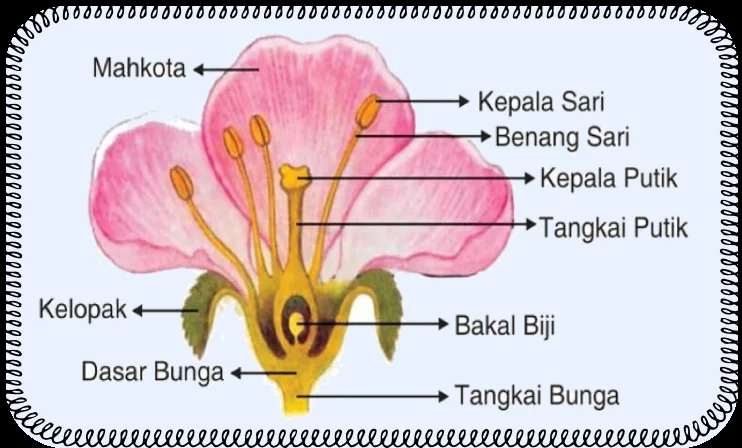 Mahkota
Kepala Sari
Benang Sari
Kepala Putik
Tangkai Putik
Kelopak
Bakal Biji
Dasar Bunga
Tangkai Bunga